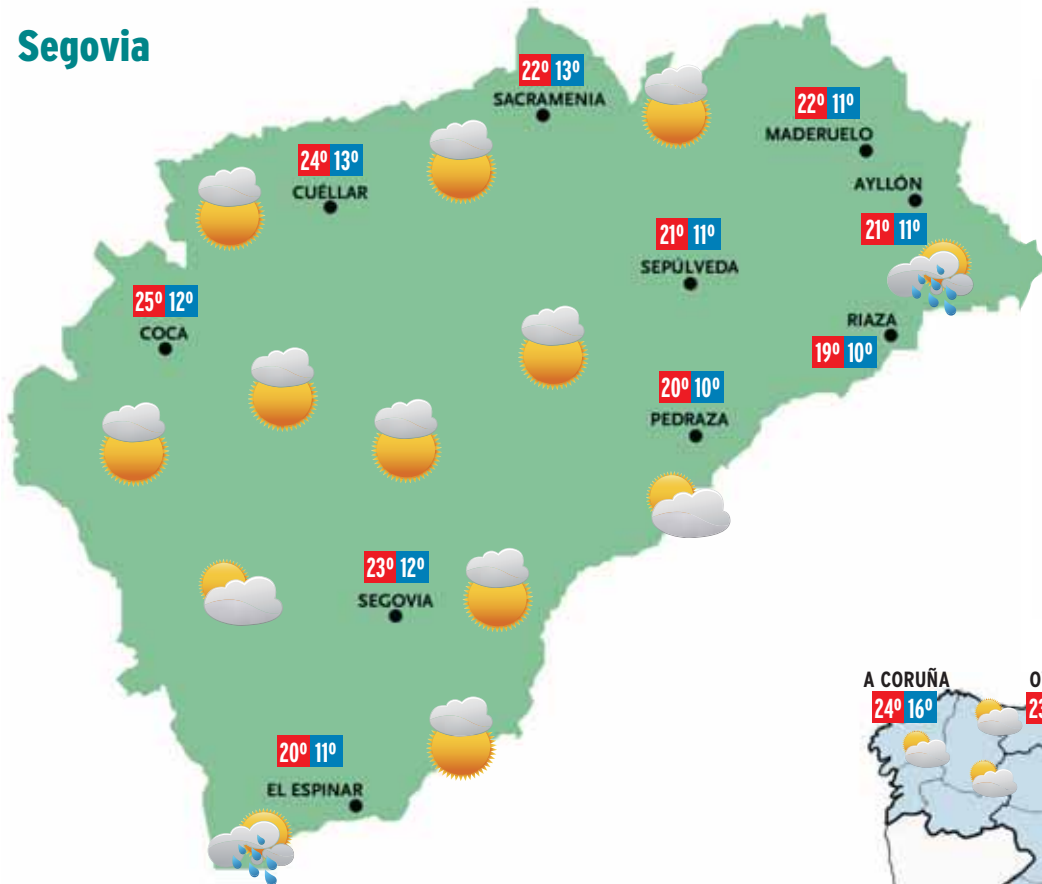 Segovia
22º 13º
SACRAMENIA
22º 11º
MADERUELO
24º 13º
CUÉLLAR
AYLLÓN
21º 11º
21º 11º
SEPÚLVEDA
25º 12º
COCA
RIAZA
19º 10º
20º 10º
PEDRAZA
23º 12º
SEGOVIA
20º 11º
EL ESPINAR
A CORUÑA
24º 16º
O
23